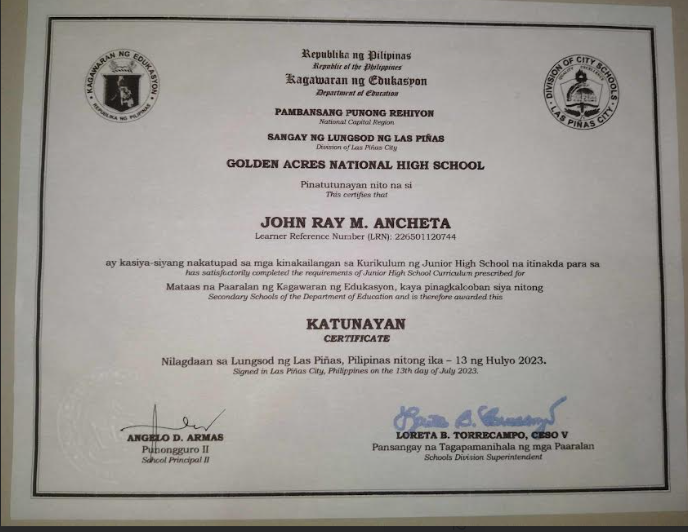 Republika ng Pilipinas
Republic of the Philippines
Kagawaran ng Edukasyon
Department of Education
KAGAWARAN NG EDUKASYON
REPUBLIKA NG PILIPINAS
DIVISION OF CITY SCHOOLS
LAS PIÑAS CITY
PAMBANSANG PUNONG REHIYON
National Capital Region
SANGAY NG LUNGSOD NG LAS PIÑAS
Division of Las Piñas City
GOLDEN ACRES NATIONAL HIGH SCHOOL
Pinatutunayan nito na si
This certifies that
JOHN RAY M. ANCHETA
Learner Reference Number (LRN): 226501120744
ay kasiya-siyang nakatupad sa mga kinakailangan sa Kurikulum ng Junior High School na itinakda para sa
has satisfactorily completed the requirements of Junior High School Curriculum prescribed for
Mataas na Paaralan ng Kagawaran ng Edukasyon, kaya pinagkalooban siya nitong
Secondary Schools of the Department of Education and is therefore awarded this
KATUNAYAN
CERTIFICATE
Nilagdaan sa Lungsod ng Las Piñas, Pilipinas nitong ika – 13 ng Hulyo 2023.
Signed in Las Piñas City, Philippines on the 13th day of July 2023.
ANGELO D. ARMAS
Punongguro II
School Principal II
LORETA B. TORRECAMPO, CESO V
Pansangay na Tagapamanihala ng mga Paaralan
Schools Division Superintendent